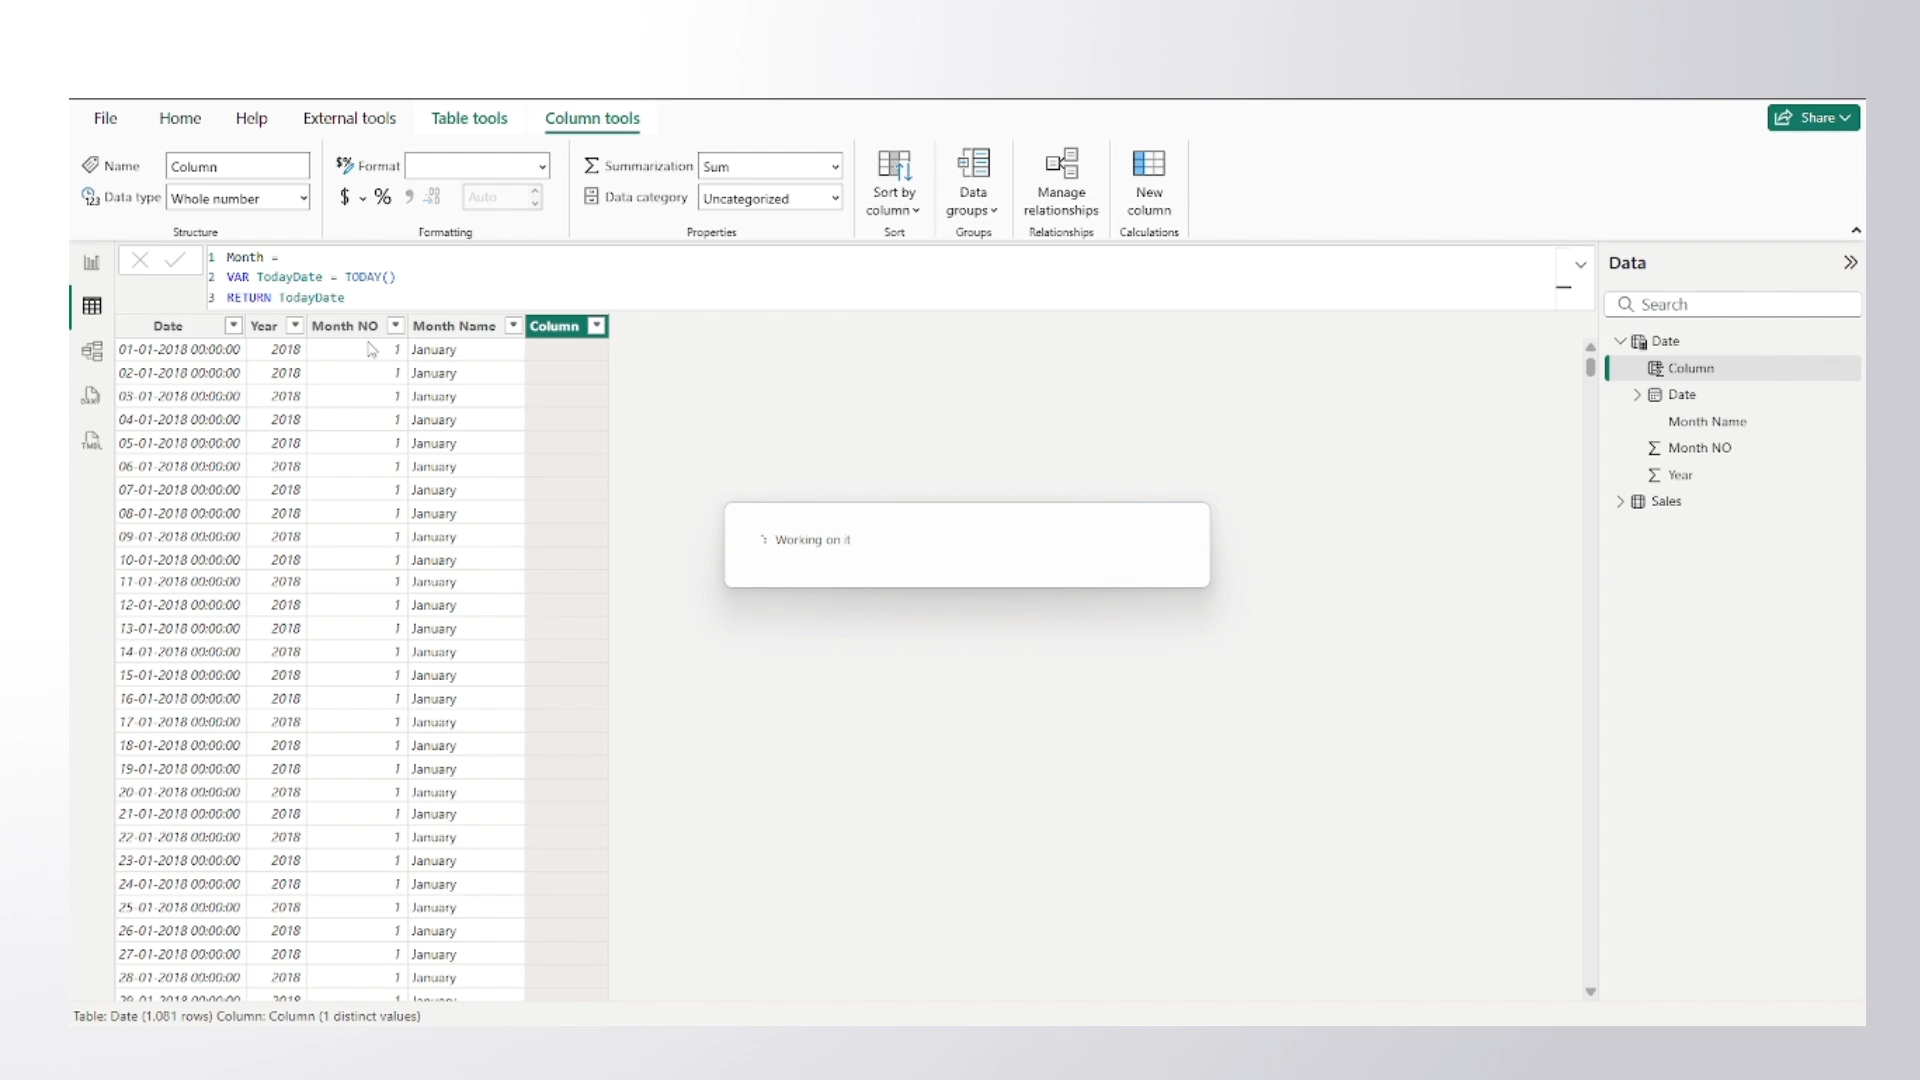 File Home Help External tools Table tools Column tools Share
Name Column Format Summarization Sum Sort by column Data groups Manage relationships New column
Data type Whole number $ % Auto Data category Uncategorized
Structure Formatting Properties Sort Groups Relationships Calculations
1 Month =
2 VAR TodayDate = TODAY()
3 RETURN TodayDate
Date Year Month NO Month Name Column
01-01-2018 00:00:00 2018 1 January
02-01-2018 00:00:00 2018 1 January
03-01-2018 00:00:00 2018 1 January
04-01-2018 00:00:00 2018 1 January
05-01-2018 00:00:00 2018 1 January
06-01-2018 00:00:00 2018 1 January
07-01-2018 00:00:00 2018 1 January
08-01-2018 00:00:00 2018 1 January
09-01-2018 00:00:00 2018 1 January
10-01-2018 00:00:00 2018 1 January
11-01-2018 00:00:00 2018 1 January
12-01-2018 00:00:00 2018 1 January
13-01-2018 00:00:00 2018 1 January
14-01-2018 00:00:00 2018 1 January
15-01-2018 00:00:00 2018 1 January
16-01-2018 00:00:00 2018 1 January
17-01-2018 00:00:00 2018 1 January
18-01-2018 00:00:00 2018 1 January
19-01-2018 00:00:00 2018 1 January
20-01-2018 00:00:00 2018 1 January
21-01-2018 00:00:00 2018 1 January
22-01-2018 00:00:00 2018 1 January
23-01-2018 00:00:00 2018 1 January
24-01-2018 00:00:00 2018 1 January
25-01-2018 00:00:00 2018 1 January
26-01-2018 00:00:00 2018 1 January
27-01-2018 00:00:00 2018 1 January
28-01-2018 00:00:00 2018 1 January
Working on it
Data
Search
Date
Column
Date
Month Name
Month NO
Year
Sales
Table: Date (1,081 rows) Column: Column (1 distinct values)